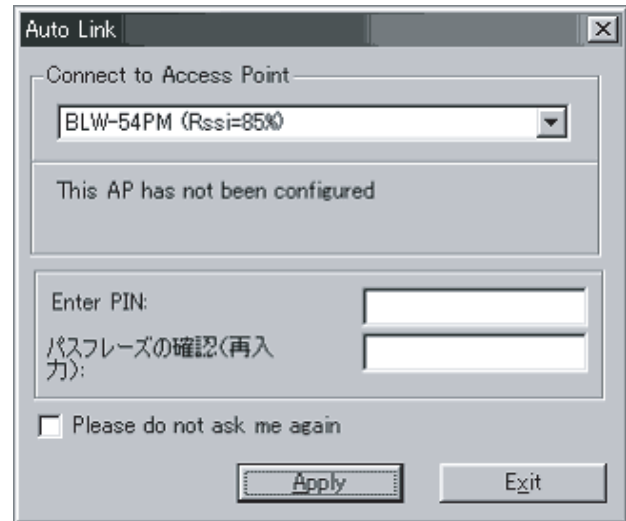 Auto Link
Connect to Access Point
BLW-54PM (Rssi=85%)
This AP has not been configured
Enter PIN:
パスフレーズの確認(再入
力):
Please do not ask me again
Apply
Exit